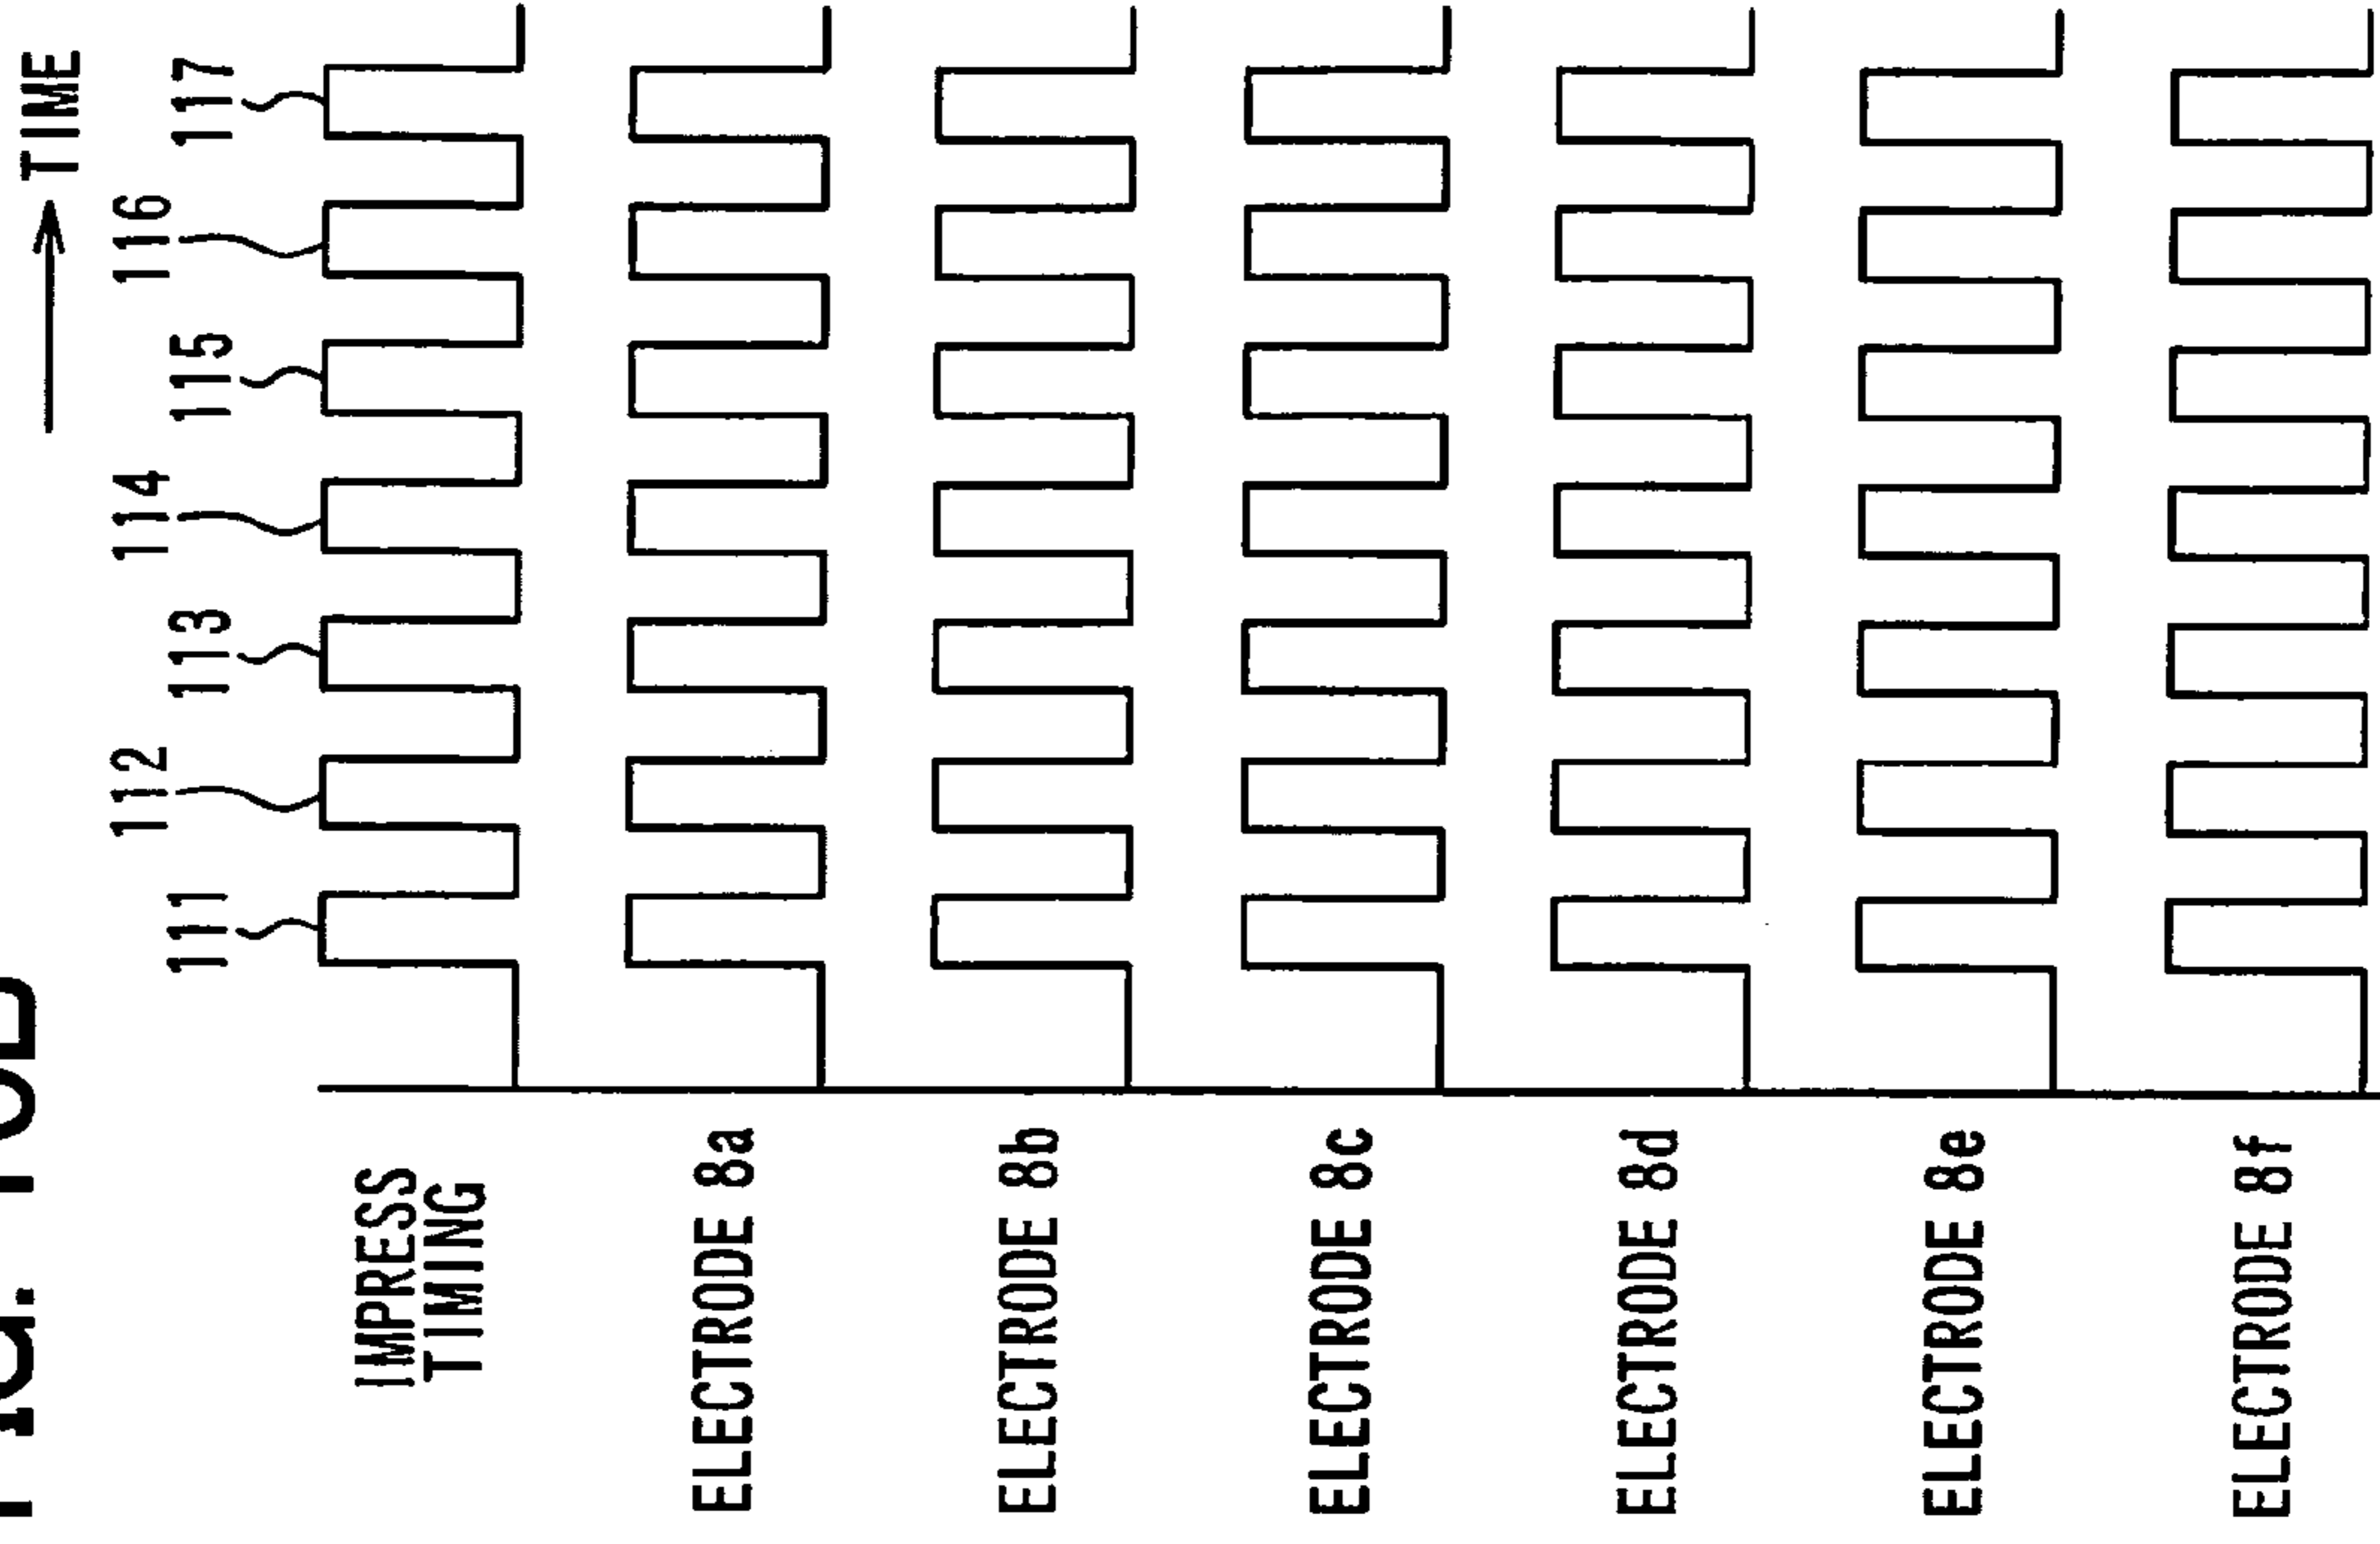 TIME
111 112 113 114 115 116 117
IMPRESS
TIMING
ELECTRODE 8a
ELECTRODE 8b
ELECTRODE 8c
ELECTRODE 8d
ELECTRODE 8e
ELECTRODE 8f